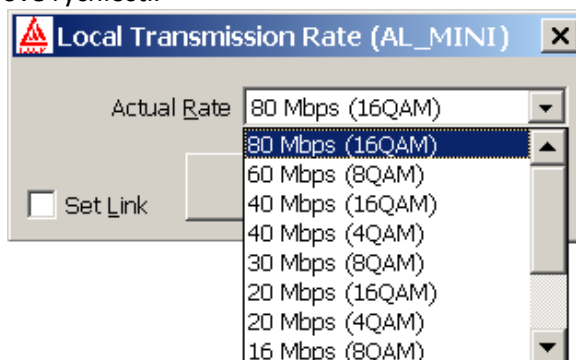 Local Transmission Rate (AL_MINI)
Actual Rate 80 Mbps (16QAM)
80 Mbps (16QAM)
60 Mbps (8QAM)
40 Mbps (16QAM)
Set Link
40 Mbps (4QAM)
30 Mbps (8QAM)
20 Mbps (16QAM)
20 Mbps (4QAM)
16 Mbps (8QAM)